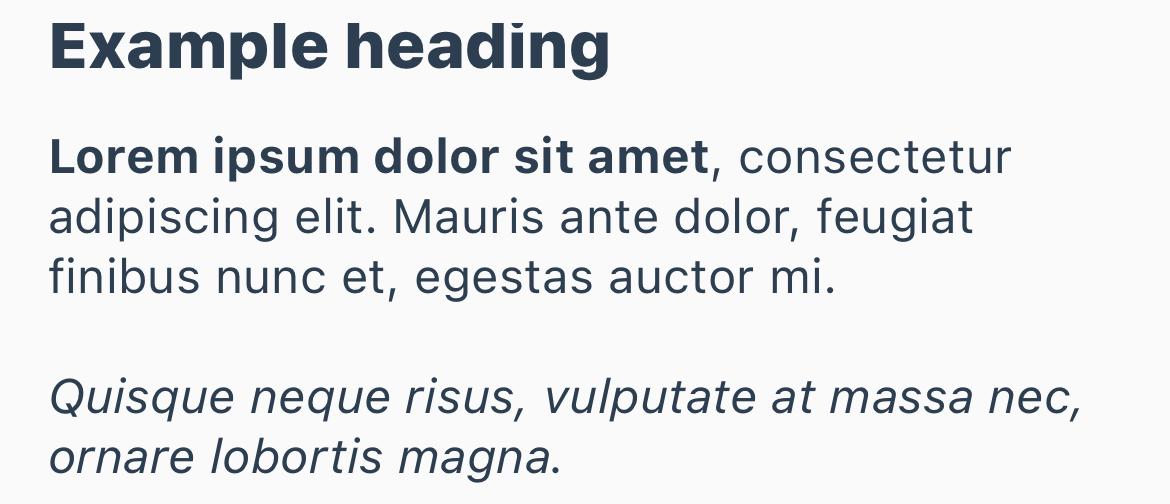 Example heading
Lorem ipsum dolor sit amet, consectetur
adipiscing elit. Mauris ante dolor, feugiat
finibus nunc et, egestas auctor mi.
Quisque neque risus, vulputate at massa nec,
ornare lobortis magna.